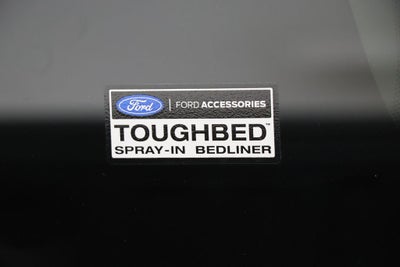 Ford | FORD ACCESSORIES
TOUGHBED™
SPRAY-IN BEDLINER